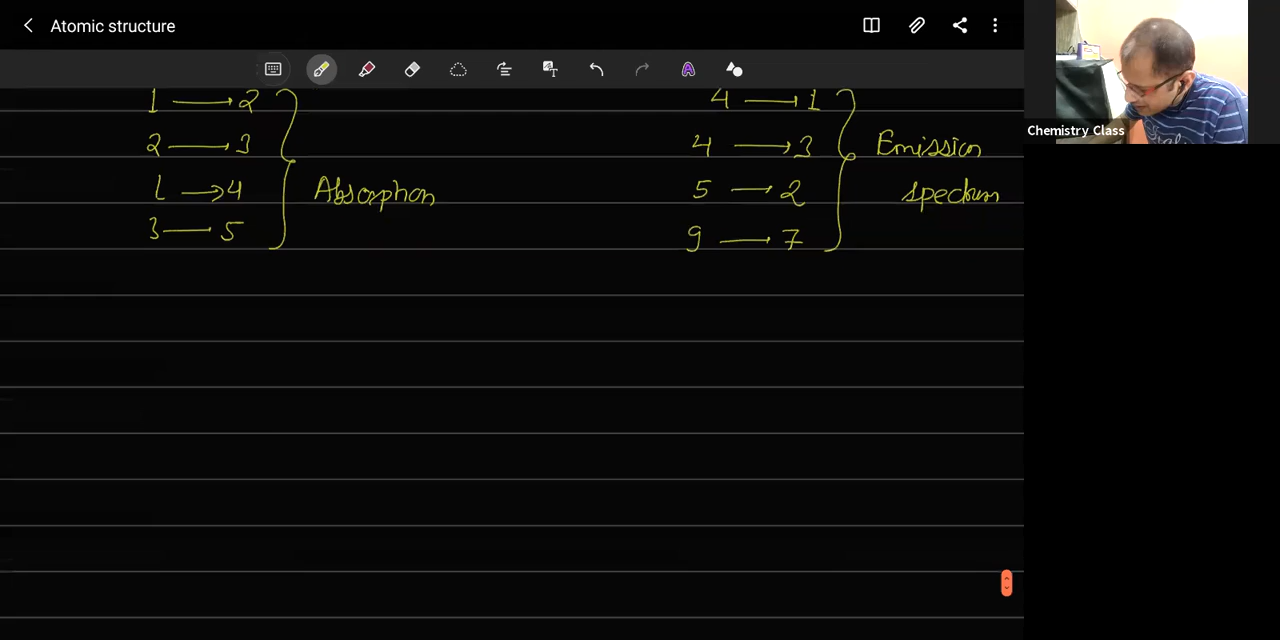 Atomic structure
1 → 2
2 → 3
1 → 4
3 — 5
Absorption
4 → 1
4 → 3
5 → 2
9 → 7
Emission
spectrum
Chemistry Class